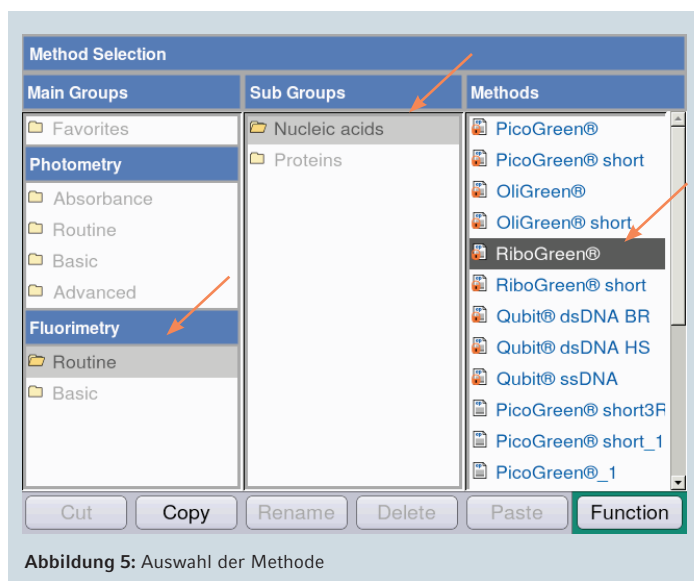 Method Selection
Main Groups
Sub Groups
Methods
Favorites
Photometry
Absorbance
Routine
Basic
Advanced
Fluorimetry
Routine
Basic
Nucleic acids
Proteins
PicoGreen®
PicoGreen® short
OliGreen®
OliGreen® short
RiboGreen®
RiboGreen® short
Qubit® dsDNA BR
Qubit® dsDNA HS
Qubit® ssDNA
PicoGreen® short3R
PicoGreen® short_1
PicoGreen®_1
Cut
Copy
Rename
Delete
Paste
Function
Abbildung 5: Auswahl der Methode